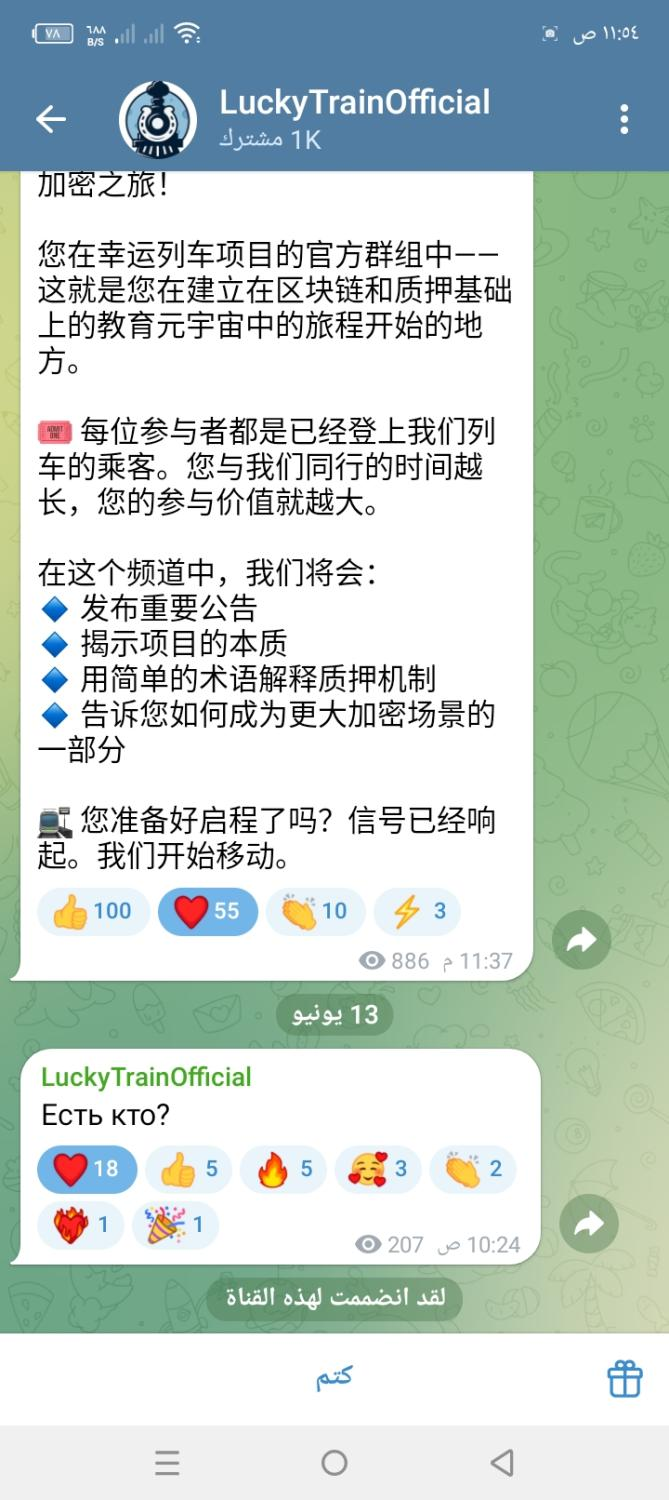 ٧٨
٦٨٨ B/S
١١:٥٤ ص
LuckyTrainOfficial
1K مشترك
加密之旅！
您在幸运列车项目的官方群组中——
这就是您在建立在区块链和质押基础
上的教育元宇宙中的旅程开始的地
方。
每位参与者都是已经登上我们列
车的乘客。您与我们同行的时间越
长，您的参与价值就越大。
在这个频道中，我们将会：
🔷 发布重要公告
🔷 揭示项目的本质
🔷 用简单的术语解释质押机制
🔷 告诉您如何成为更大加密场景的
一部分
您准备好启程了吗？信号已经响
起。我们开始移动。
👍 100 ❤️ 55 👏 10 ⚡ 3
886 11:37 م
13 يونيو
LuckyTrainOfficial
Есть кто?
❤️ 18 👍 5 🔥 5 🥰 3 👏 2
❤️‍🔥 1 🎉 1
207 10:24 ص
لقد انضممت لهذه القناة
كتم